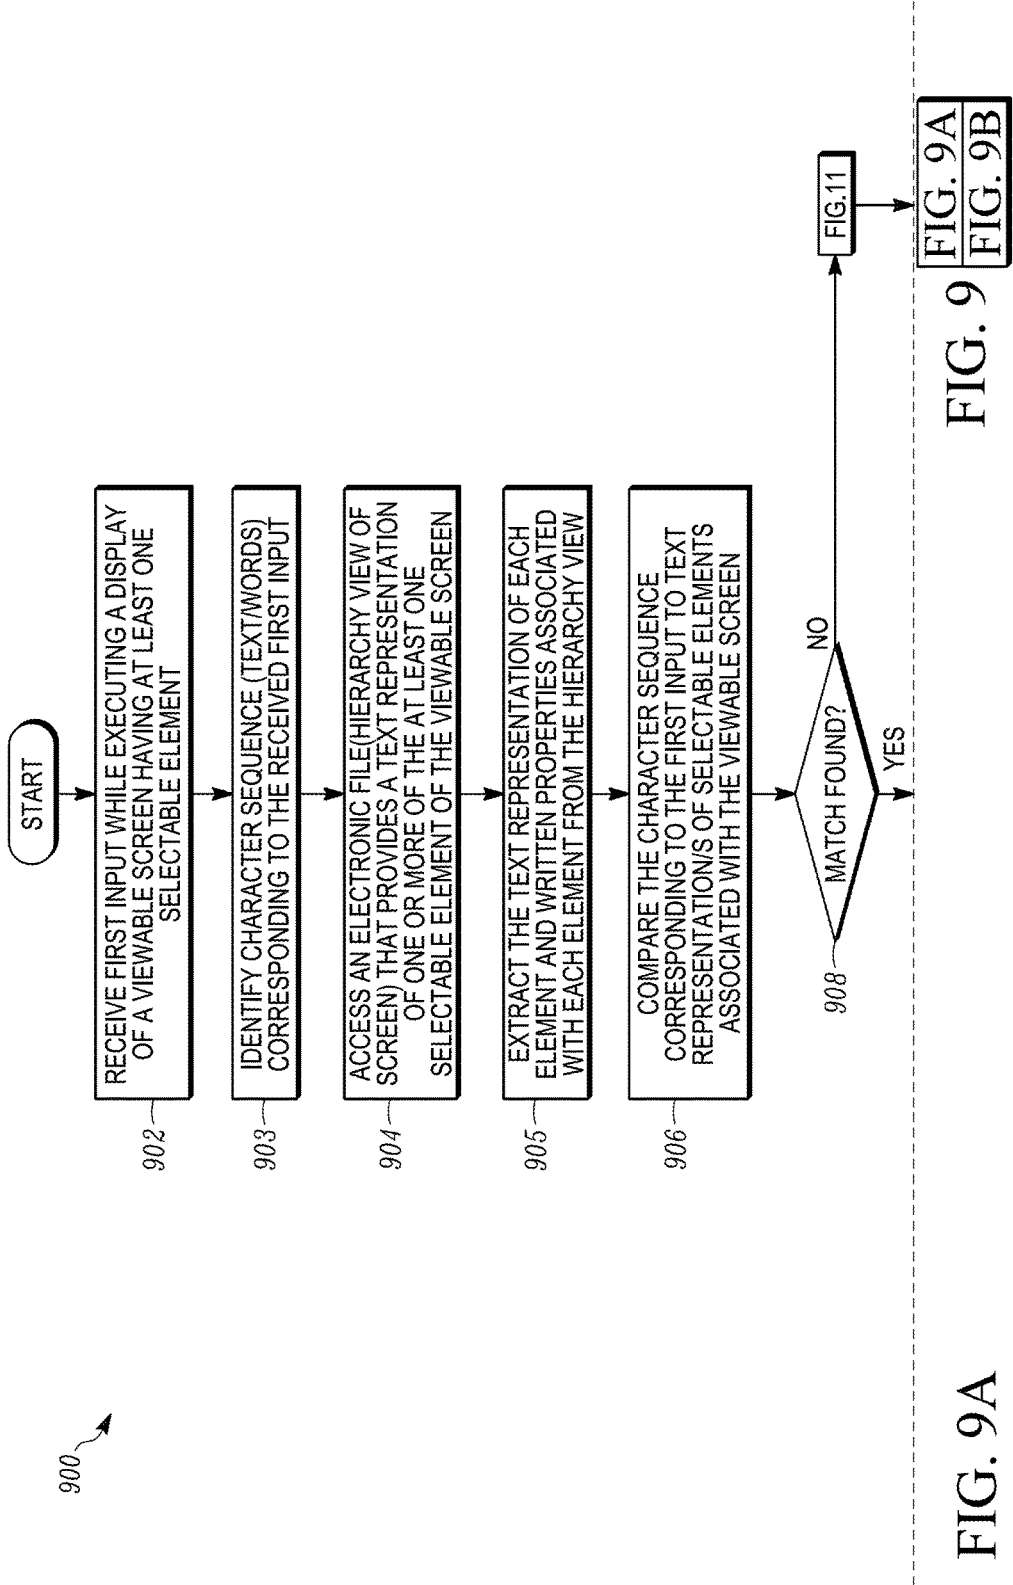 900
START
902
RECEIVE FIRST INPUT WHILE EXECUTING A DISPLAY
OF A VIEWABLE SCREEN HAVING AT LEAST ONE
SELECTABLE ELEMENT
903
IDENTIFY CHARACTER SEQUENCE (TEXT/WORDS)
CORRESPONDING TO THE RECEIVED FIRST INPUT
904
ACCESS AN ELECTRONIC FILE(HIERARCHY VIEW OF
SCREEN) THAT PROVIDES A TEXT REPRESENTATION
OF ONE OR MORE OF THE AT LEAST ONE
SELECTABLE ELEMENT OF THE VIEWABLE SCREEN
905
EXTRACT THE TEXT REPRESENTATION OF EACH
ELEMENT AND WRITTEN PROPERTIES ASSOCIATED
WITH EACH ELEMENT FROM THE HIERARCHY VIEW
906
COMPARE THE CHARACTER SEQUENCE
CORRESPONDING TO THE FIRST INPUT TO TEXT
REPRESENTATION/S OF SELECTABLE ELEMENTS
ASSOCIATED WITH THE VIEWABLE SCREEN
908
MATCH FOUND?
NO
FIG.11
YES
FIG. 9A
FIG. 9
FIG. 9A
FIG. 9B